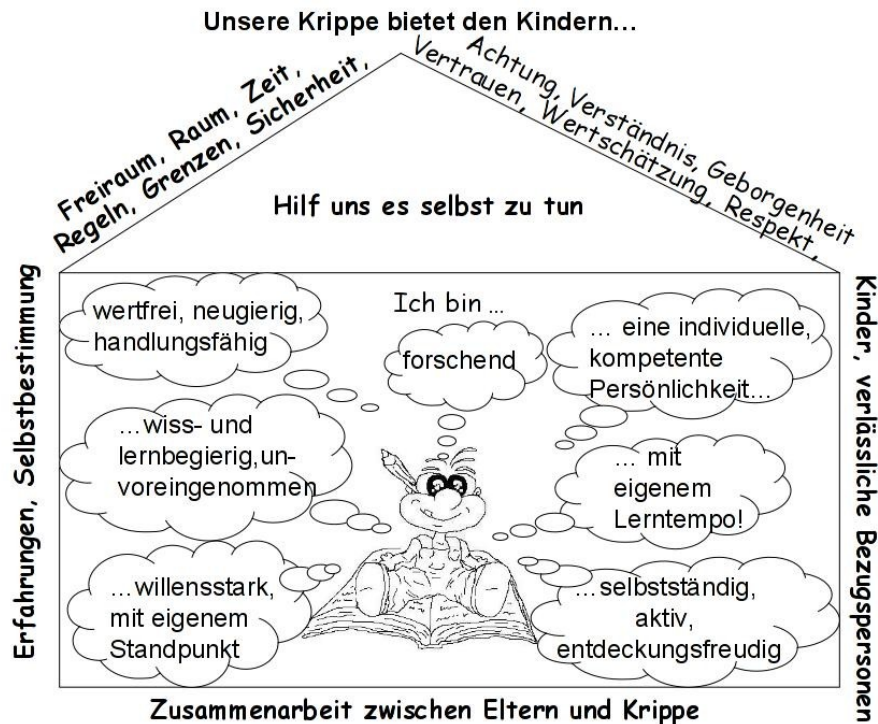 Unsere Krippe bietet den Kindern...
Freiraum, Raum, Zeit,
Regeln, Grenzen, Sicherheit,
Achtung, Verständnis, Geborgenheit
Vertrauen, Wertschätzung, Respekt,
Hilf uns es selbst zu tun
Erfahrungen, Selbstbestimmung
Ich bin ...
wertfrei, neugierig,
handlungsfähig
forschend
... eine individuelle,
kompetente
Persönlichkeit...
...wiss- und
lernbegierig,un-
voreingenommen
... mit
eigenem
Lerntempo!
...willensstark,
mit eigenem
Standpunkt
...selbstständig,
aktiv,
entdeckungsfreudig
Kinder, verlässliche Bezugspersonen
Zusammenarbeit zwischen Eltern und Krippe